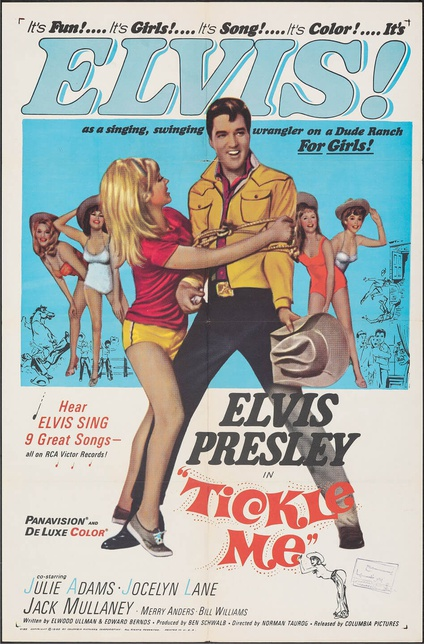 It's Fun!.... It's Girls!.... It's Song!.... It's Color!.... It's
ELVIS!
as a singing, swinging wrangler on a Dude Ranch
For Girls!
Hear
ELVIS SING
9 Great Songs—
all on RCA Victor Records!
ELVIS
PRESLEY
IN
"TICKLE
ME"
PANAVISION® AND
DE LUXE COLOR®
co-starring
JULIE ADAMS · JOCELYN LANE
JACK MULLANEY · MERRY ANDERS · BILL WILLIAMS
Written by ELWOOD ULLMAN & EDWARD BERNDS · Produced by BEN SCHWALB · Directed by NORMAN TAUROG · Released by COLUMBIA PICTURES